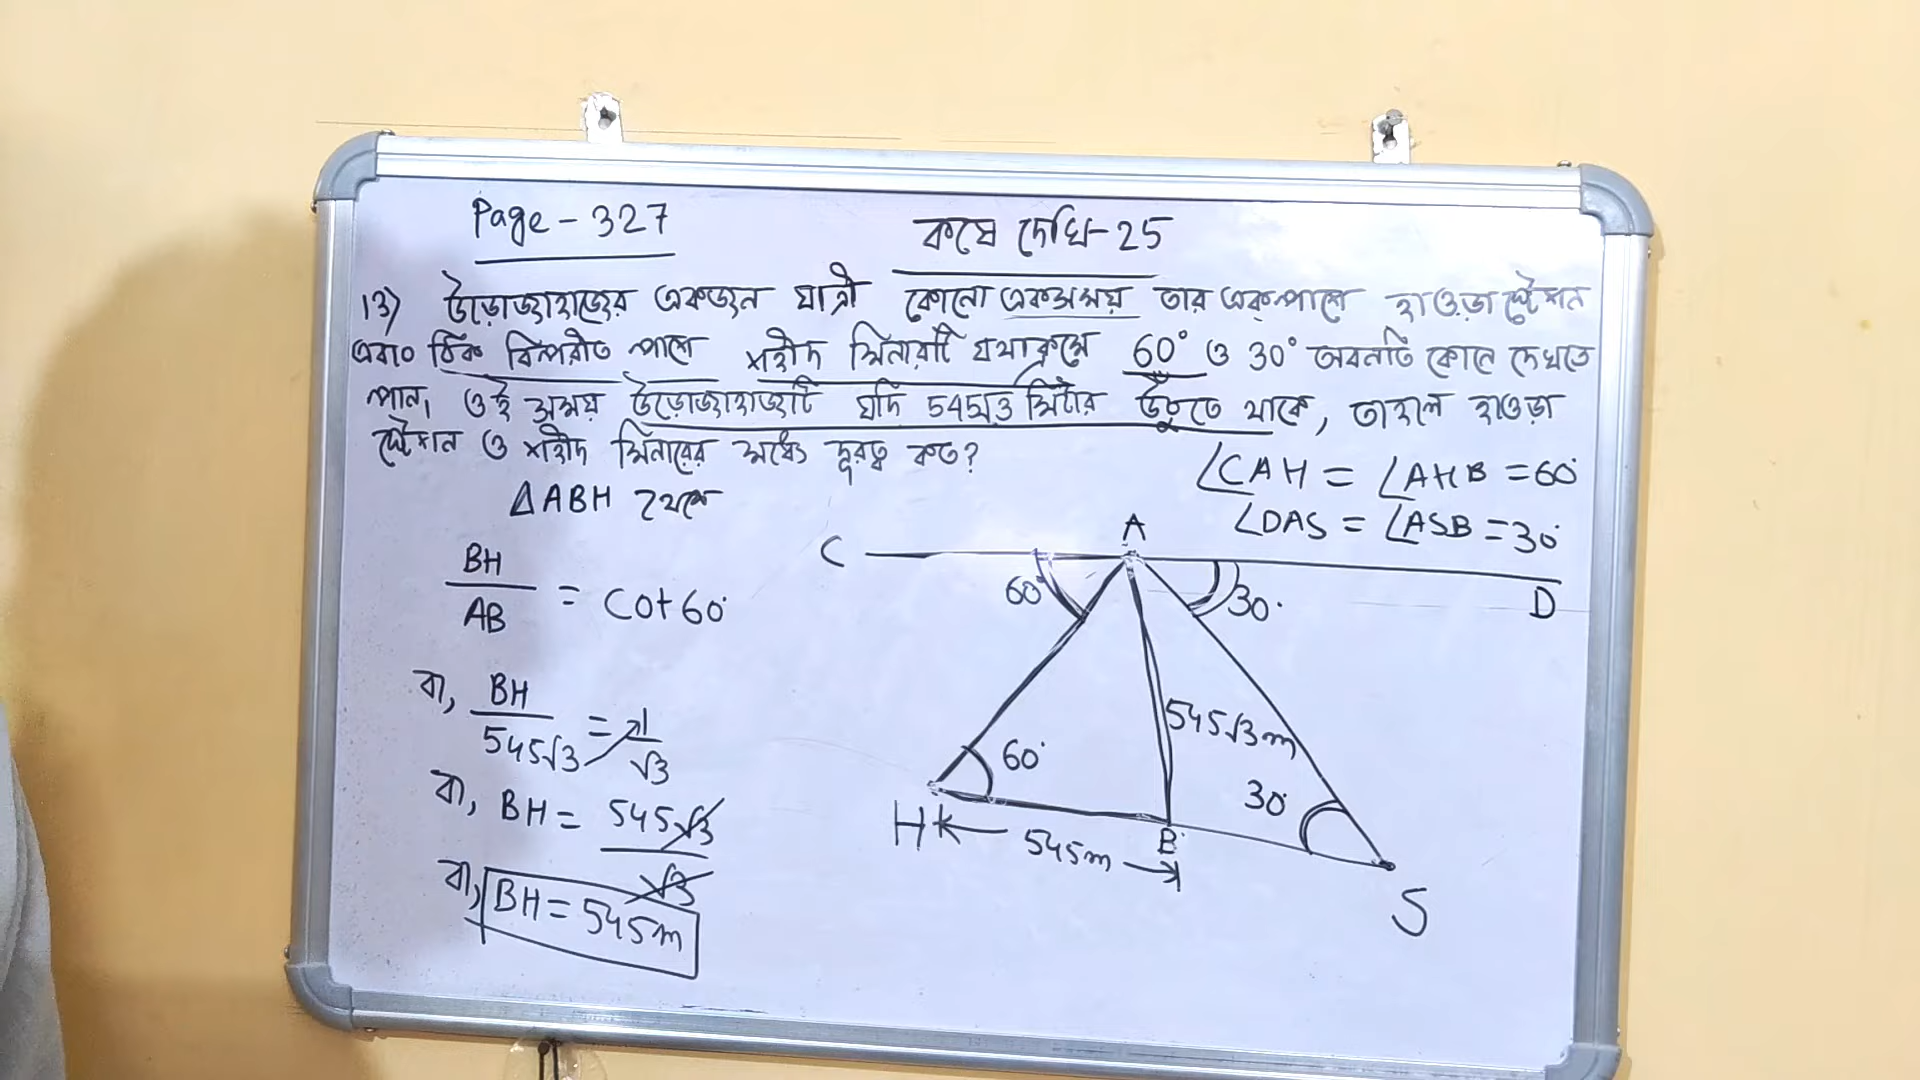 Page - 327
কষে দেখি-25
13) উড়োজাহাজের একজন যাত্রী কোনো একসময় তার একপাশে হাওড়া স্টেশন
এবং ঠিক বিপরীত পাশে শহীদ মিনারটি যথাক্রমে 60° ও 30° অবনতি কোনে দেখতে
পান, ওই সময় উড়োজাহাজটি যদি 545√3 মিটার উঁচুতে থাকে, তাহলে হাওড়া
স্টেশন ও শহীদ মিনারের মধ্যে দূরত্ব কত?
∠CAH = ∠AHB = 60°
∠DAS = ∠ASB = 30°
△ABH থেকে
BH/AB = Cot 60°
বা, BH/545√3 = 1/√3
বা, BH = 545√3/√3
বা, BH = 545m
A
C
D
60°
30°
545√3m
60°
30°
H
545m
B
S